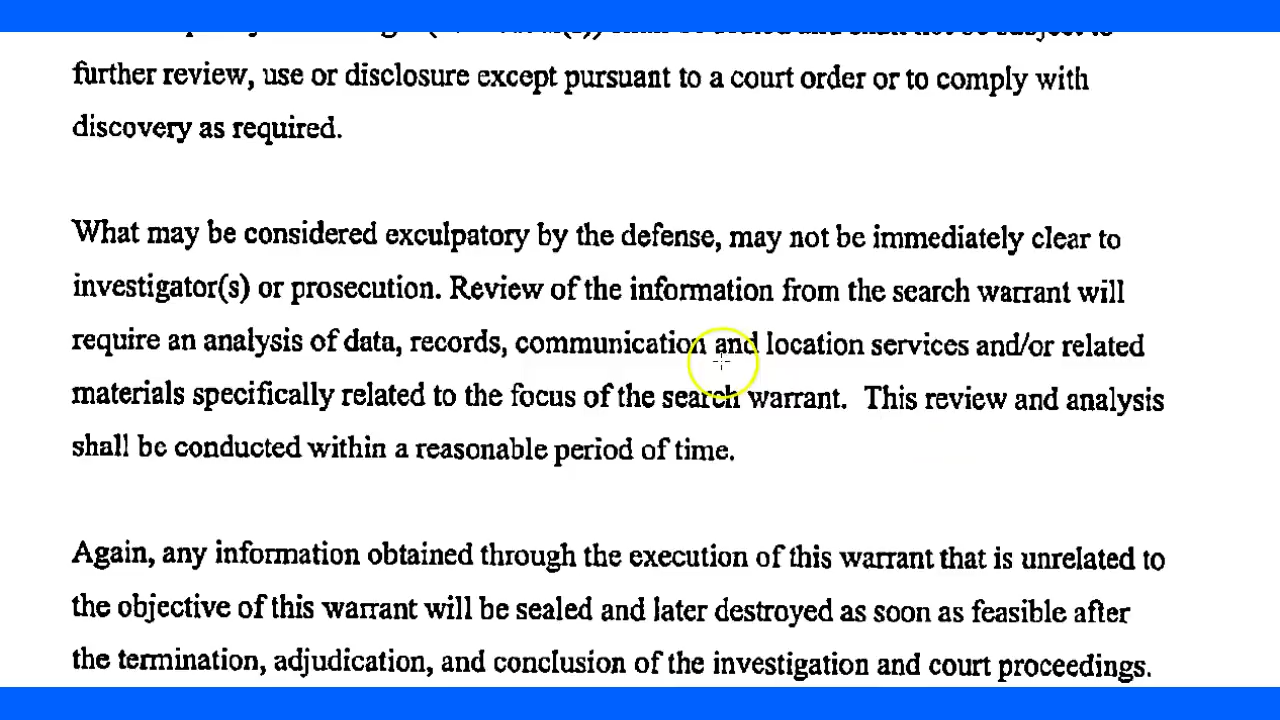 shall not be subject to
further review, use or disclosure except pursuant to a court order or to comply with
discovery as required.
What may be considered exculpatory by the defense, may not be immediately clear to
investigator(s) or prosecution. Review of the information from the search warrant will
require an analysis of data, records, communication and location services and/or related
materials specifically related to the focus of the search warrant. This review and analysis
shall be conducted within a reasonable period of time.
Again, any information obtained through the execution of this warrant that is unrelated to
the objective of this warrant will be sealed and later destroyed as soon as feasible after
the termination, adjudication, and conclusion of the investigation and court proceedings.